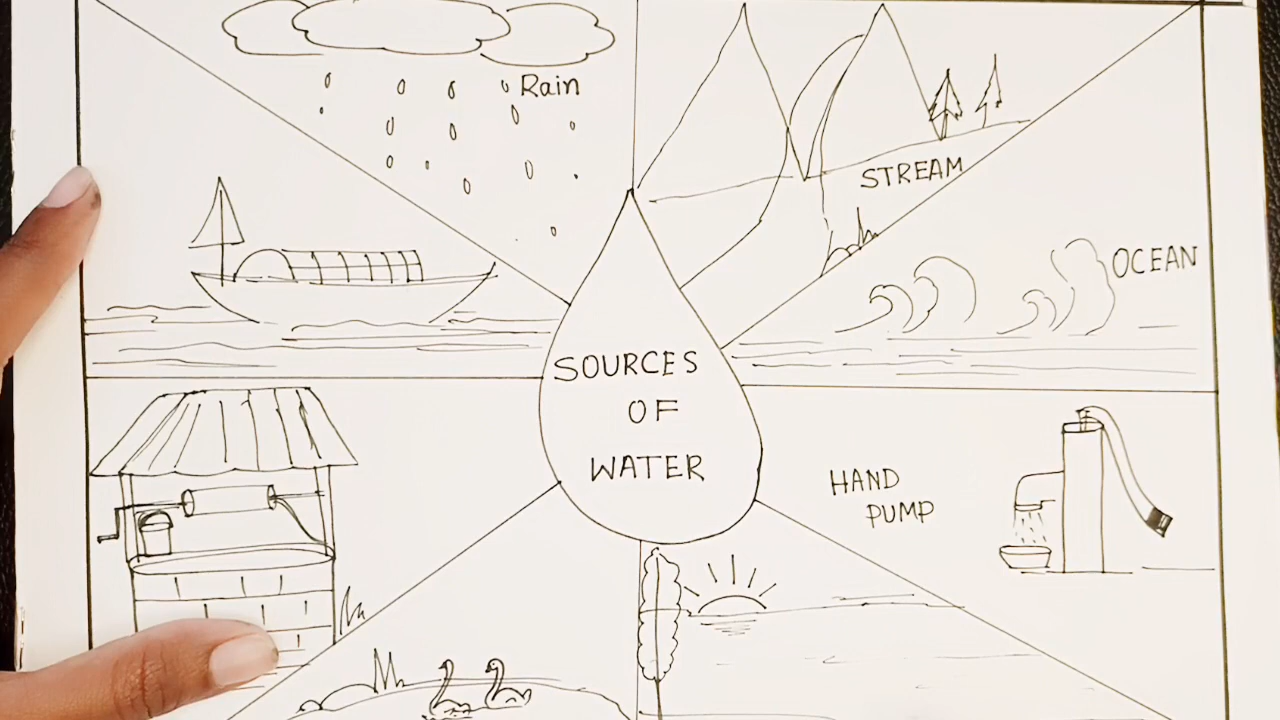 Rain
STREAM
OCEAN
SOURCES
OF
WATER
HAND
PUMP